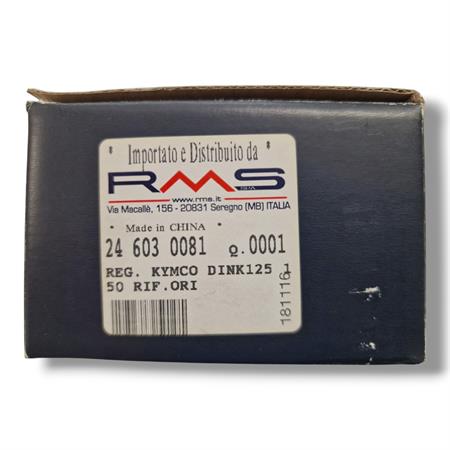 * Importato e Distribuito da *
RMS
www.rms.it
Via Macallè, 156 - 20831 Seregno (MB) ITALIA
* Made in CHINA *
24 603 0081 Q.0001
REG. KYMCO DINK125 1
50 RIF.ORI
181116